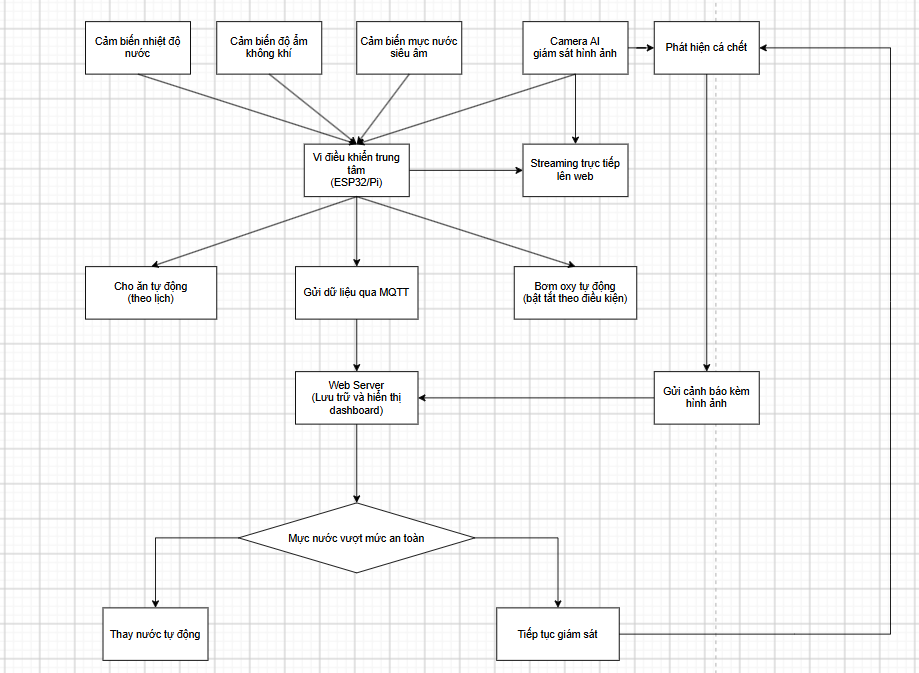 Cảm biến nhiệt độ
nước
Cảm biến độ ẩm
không khí
Cảm biến mực nước
siêu âm
Camera AI
giám sát hình ảnh
Phát hiện cá chết
Vi điều khiển trung
tâm
(ESP32/Pi)
Streaming trực tiếp
lên web
Cho ăn tự động
(theo lịch)
Gửi dữ liệu qua MQTT
Bơm oxy tự động
(bật tắt theo điều kiện)
Web Server
(Lưu trữ và hiển thị
dashboard)
Gửi cảnh báo kèm
hình ảnh
Mực nước vượt mức an toàn
Thay nước tự động
Tiếp tục giám sát